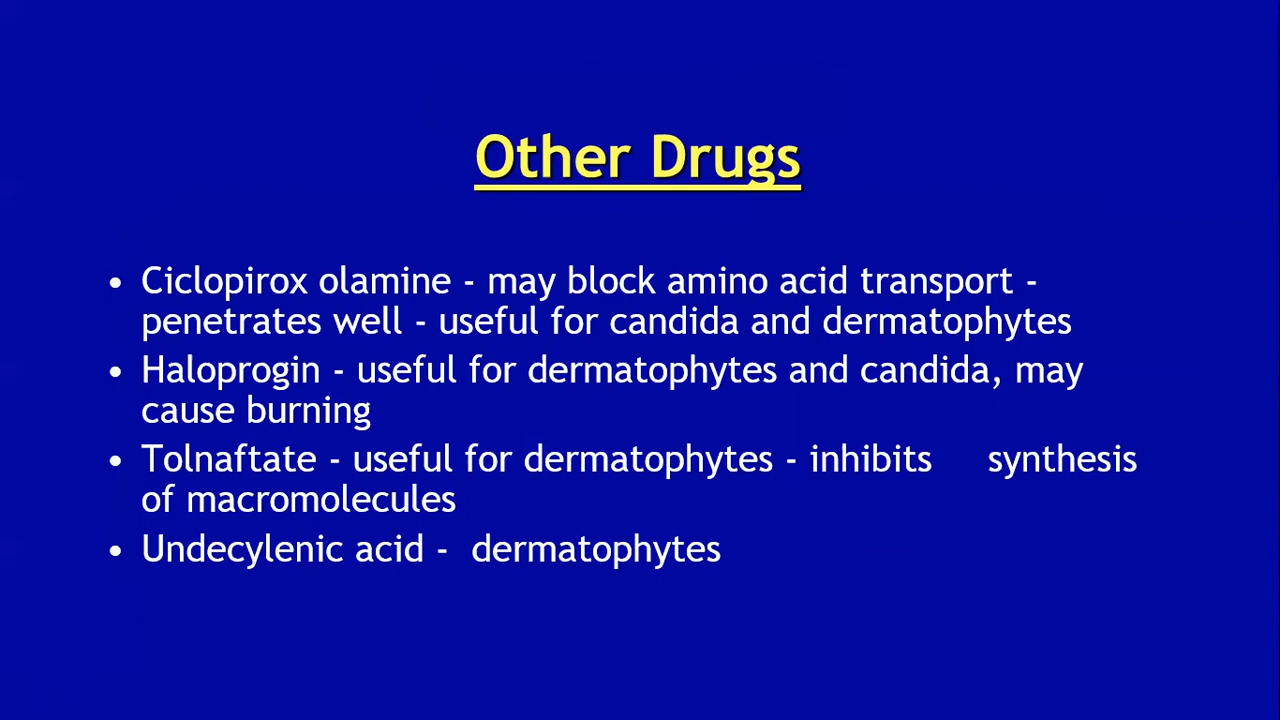 Other Drugs
• Ciclopirox olamine - may block amino acid transport -
penetrates well - useful for candida and dermatophytes
• Haloprogin - useful for dermatophytes and candida, may
cause burning
• Tolnaftate - useful for dermatophytes - inhibits synthesis
of macromolecules
• Undecylenic acid - dermatophytes